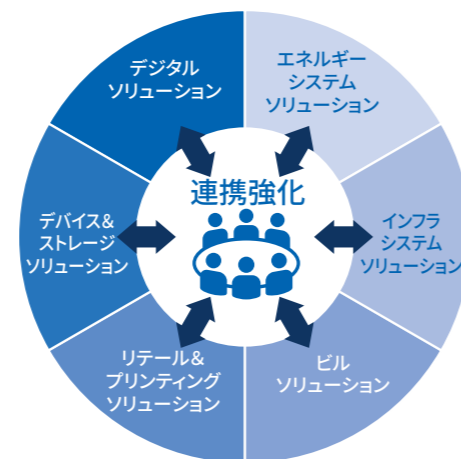 デジタル
ソリューション
エネルギー
システム
ソリューション
連携強化
デバイス&
ストレージ
ソリューション
インフラ
システム
ソリューション
リテール&
プリンティング
ソリューション
ビル
ソリューション